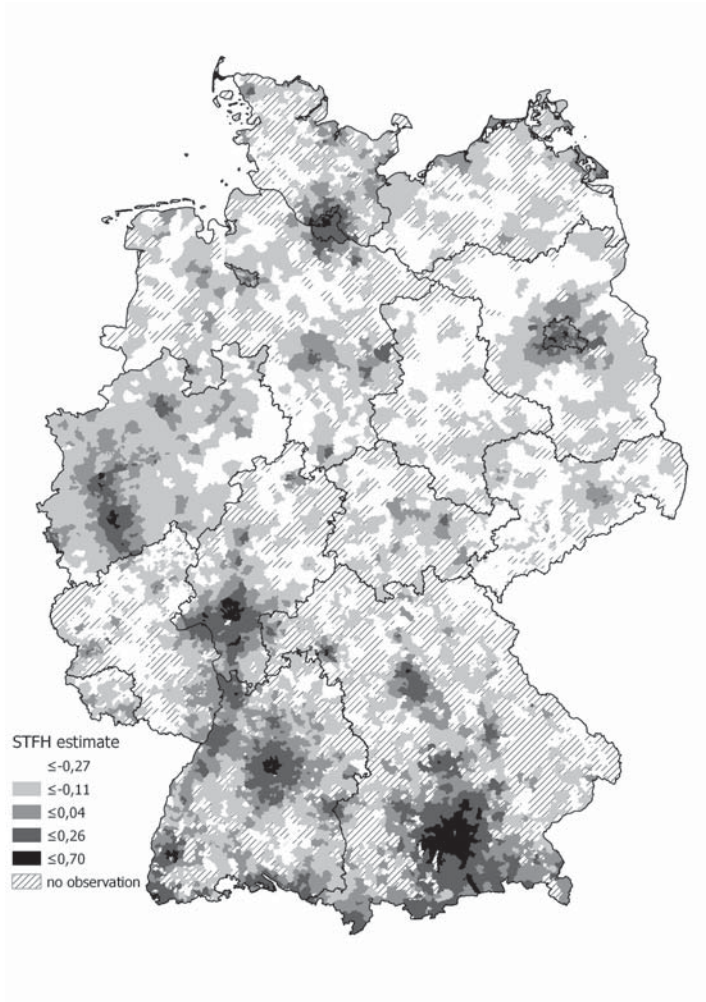 STFH estimate
≤-0,27
≤-0,11
≤0,04
≤0,26
≤0,70
no observation